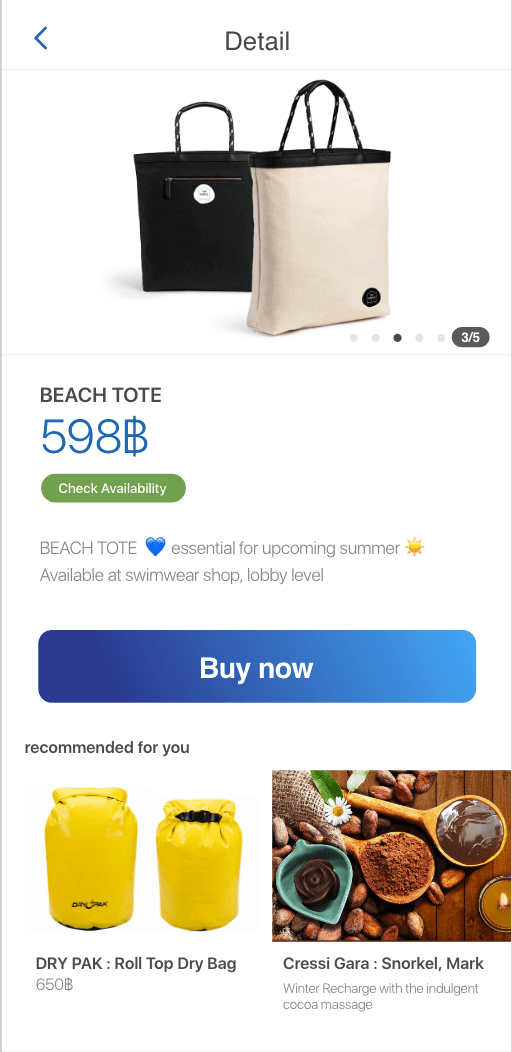 Detail
3/5
BEACH TOTE
598฿
Check Availability
BEACH TOTE 💙 essential for upcoming summer ☀️
Available at swimwear shop, lobby level
Buy now
recommended for you
DRY PAK
DRY PAK : Roll Top Dry Bag
650฿
Cressi Gara : Snorkel, Mark
Winter Recharge with the indulgent
cocoa massage